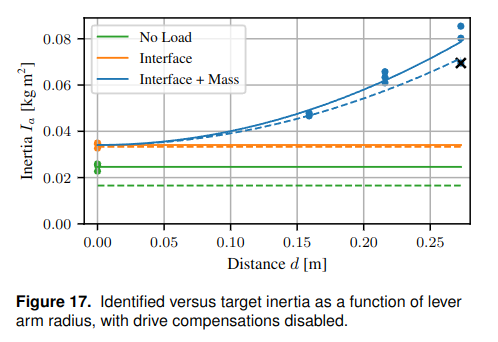 0.08
0.06
0.04
0.02
0.00
Inertia Iₐ [kg m²]
No Load
Interface
Interface + Mass
0.00 0.05 0.10 0.15 0.20 0.25
Distance d [m]
Figure 17. Identified versus target inertia as a function of lever
arm radius, with drive compensations disabled.